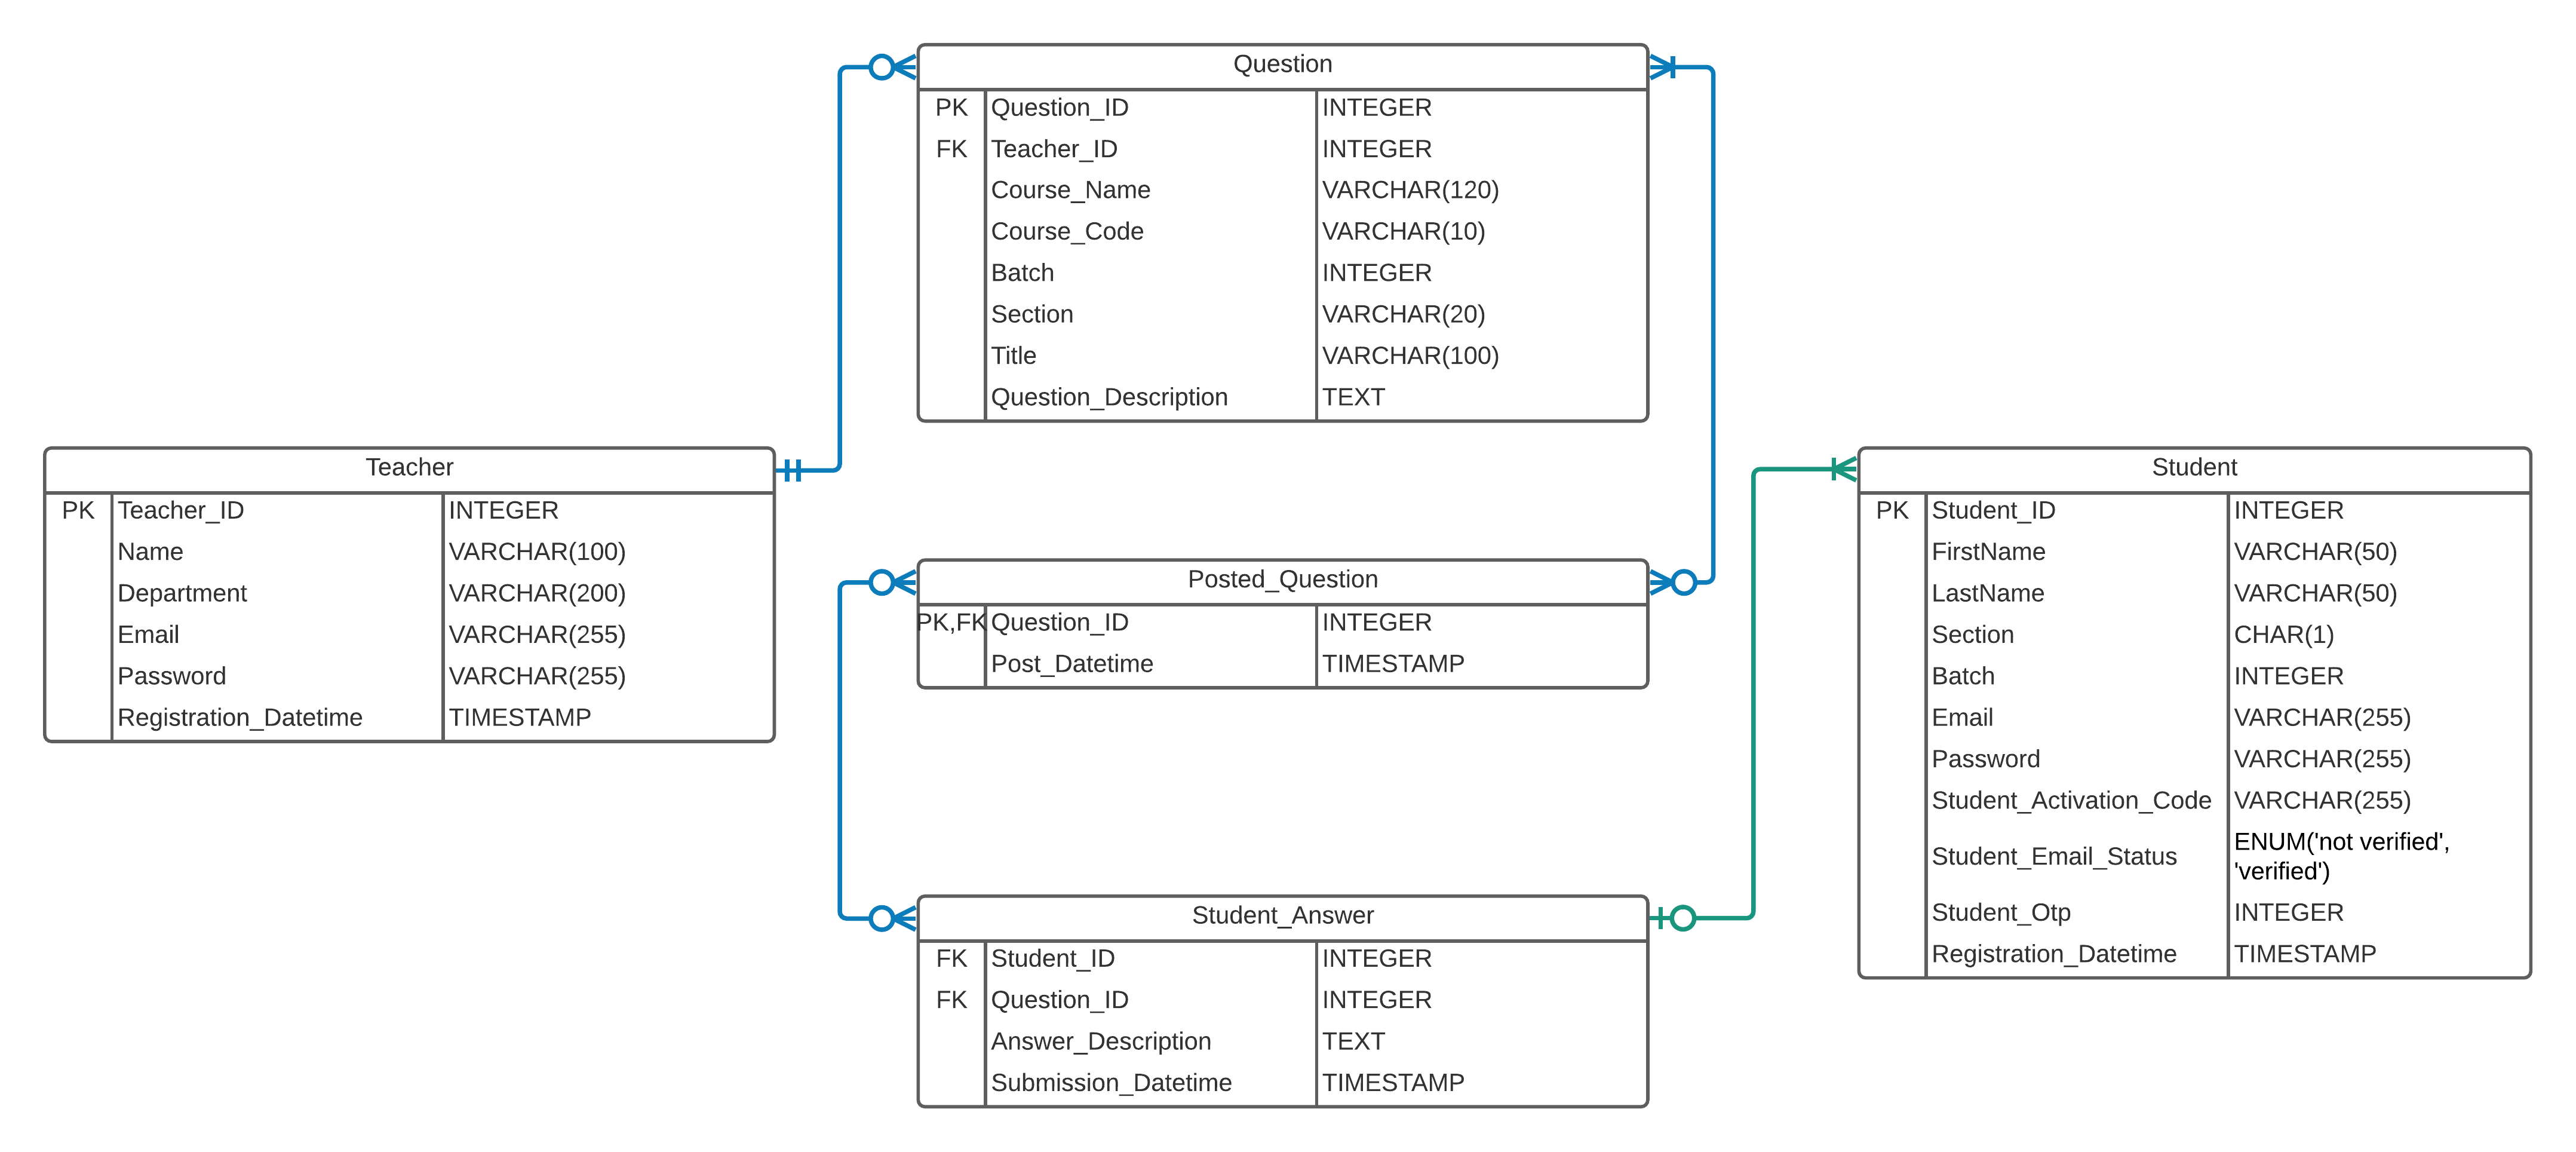 Question
PK Question_ID INTEGER
FK Teacher_ID INTEGER
Course_Name VARCHAR(120)
Course_Code VARCHAR(10)
Batch INTEGER
Section VARCHAR(20)
Title VARCHAR(100)
Question_Description TEXT
Teacher
PK Teacher_ID INTEGER
Name VARCHAR(100)
Department VARCHAR(200)
Email VARCHAR(255)
Password VARCHAR(255)
Registration_Datetime TIMESTAMP
Posted_Question
PK,FK Question_ID INTEGER
Post_Datetime TIMESTAMP
Student_Answer
FK Student_ID INTEGER
FK Question_ID INTEGER
Answer_Description TEXT
Submission_Datetime TIMESTAMP
Student
PK Student_ID INTEGER
FirstName VARCHAR(50)
LastName VARCHAR(50)
Section CHAR(1)
Batch INTEGER
Email VARCHAR(255)
Password VARCHAR(255)
Student_Activation_Code VARCHAR(255)
Student_Email_Status ENUM('not verified',
'verified')
Student_Otp INTEGER
Registration_Datetime TIMESTAMP